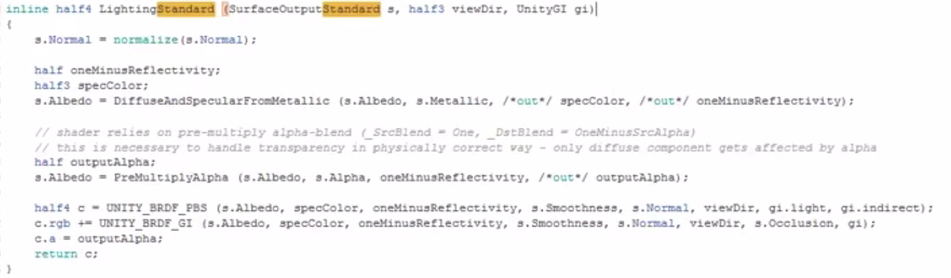 inline half4 LightingStandard (SurfaceOutputStandard s, half3 viewDir, UnityGI gi)
{
s.Normal = normalize(s.Normal);
half oneMinusReflectivity;
half3 specColor;
s.Albedo = DiffuseAndSpecularFromMetallic (s.Albedo, s.Metallic, /*out*/ specColor, /*out*/ oneMinusReflectivity);
// shader relies on pre-multiply alpha-blend (_SrcBlend = One, _DstBlend = OneMinusSrcAlpha)
// this is necessary to handle transparency in physically correct way - only diffuse component gets affected by alpha
half outputAlpha;
s.Albedo = PreMultiplyAlpha (s.Albedo, s.Alpha, oneMinusReflectivity, /*out*/ outputAlpha);
half4 c = UNITY_BRDF_PBS (s.Albedo, specColor, oneMinusReflectivity, s.Smoothness, s.Normal, viewDir, gi.light, gi.indirect);
c.rgb += UNITY_BRDF_GI (s.Albedo, specColor, oneMinusReflectivity, s.Smoothness, s.Normal, viewDir, s.Occlusion, gi);
c.a = outputAlpha;
return c;
}